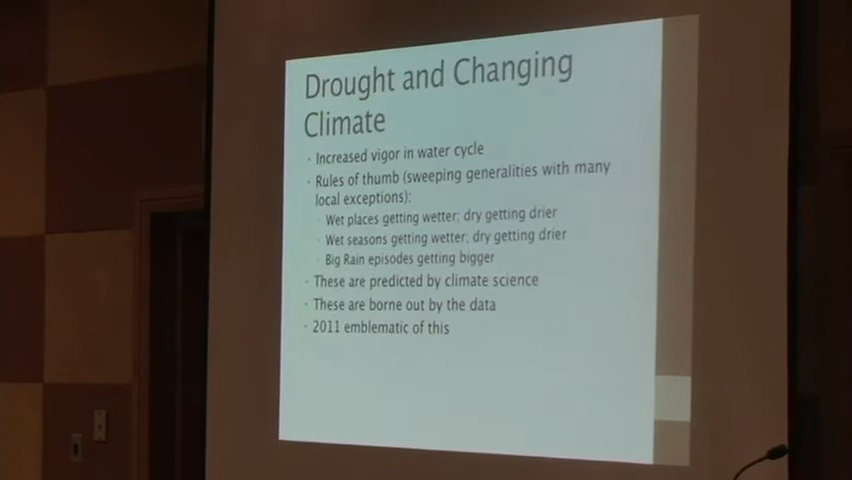 Drought and Changing
Climate
· Increased vigor in water cycle
· Rules of thumb (sweeping generalities with many
local exceptions):
· Wet places getting wetter; dry getting drier
· Wet seasons getting wetter; dry getting drier
· Big Rain episodes getting bigger
· These are predicted by climate science
· These are borne out by the data
· 2011 emblematic of this